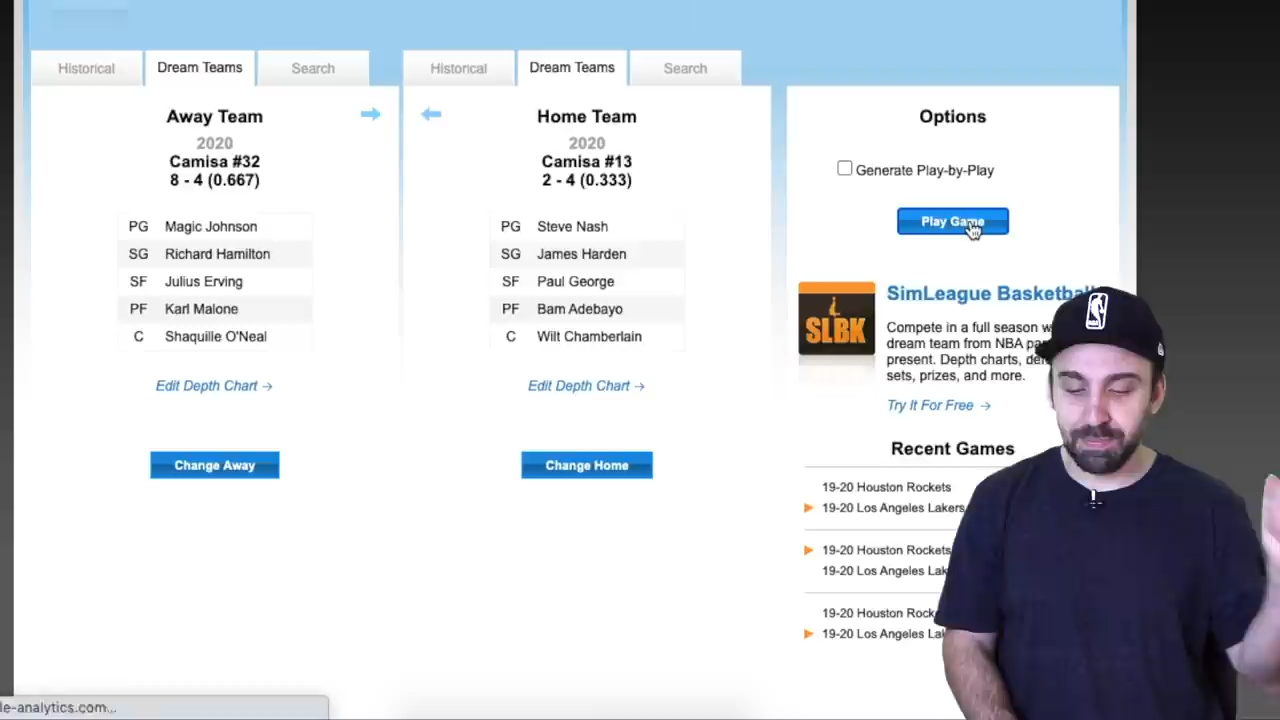 Historical
Dream Teams
Search
Historical
Dream Teams
Search
Away Team
2020
Camisa #32
8 - 4 (0.667)
PG Magic Johnson
SG Richard Hamilton
SF Julius Erving
PF Karl Malone
C Shaquille O'Neal
Edit Depth Chart →
Change Away
Home Team
2020
Camisa #13
2 - 4 (0.333)
PG Steve Nash
SG James Harden
SF Paul George
PF Bam Adebayo
C Wilt Chamberlain
Edit Depth Chart →
Change Home
Options
Generate Play-by-Play
Play Game
SLBK
SimLeague Basketball
Compete in a full season w
dream team from NBA pa
present. Depth charts, def
sets, prizes, and more.
Try It For Free →
Recent Games
19-20 Houston Rockets
19-20 Los Angeles Lakers
19-20 Houston Rockets
19-20 Los Angeles Lak
19-20 Houston Rock
19-20 Los Angeles La
le-analytics.com...